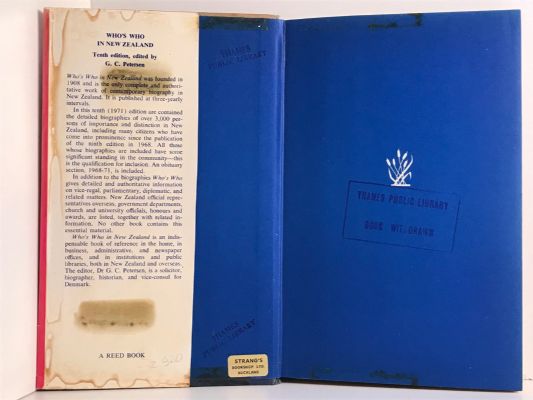 WHO'S WHO
IN NEW ZEALAND
Tenth edition, edited by
G. C. Petersen
Who's Who in New Zealand was founded in
1908 and is the only complete and authori-
tative work of contemporary biography in
New Zealand. It is published at three-yearly
intervals.
In this tenth (1971) edition are contained
the detailed biographies of over 3,000 per-
sons of importance and distinction in New
Zealand, including many citizens who have
come into prominence since the publication
of the ninth edition in 1968. All those
whose biographies are included have some
significant standing in the community—this
is the qualification for inclusion. An obituary
section, 1968-71, is included.
In addition to the biographies Who's Who
gives detailed and authoritative information
on vice-regal, parliamentary, diplomatic, and
related matters. New Zealand official repre-
sentatives overseas, government departments,
church and university officials, honours and
awards, are listed, together with related in-
formation. No other book contains this
essential material.
Who's Who in New Zealand is an indis-
pensable book of reference in the home, in
business, administrative, and newspaper
offices, and in institutions and public
libraries, both in New Zealand and overseas.
The editor, Dr G. C. Petersen, is a solicitor,
biographer, historian, and vice-consul for
Denmark.
A REED BOOK
THAMES
PUBLIC LIBRARY
THAMES
PUBLIC LIBRARY
STRANG'S
BOOKSHOP LTD.
AUCKLAND
THAMES PUBLIC LIBRARY
BOOK WITHDRAWN